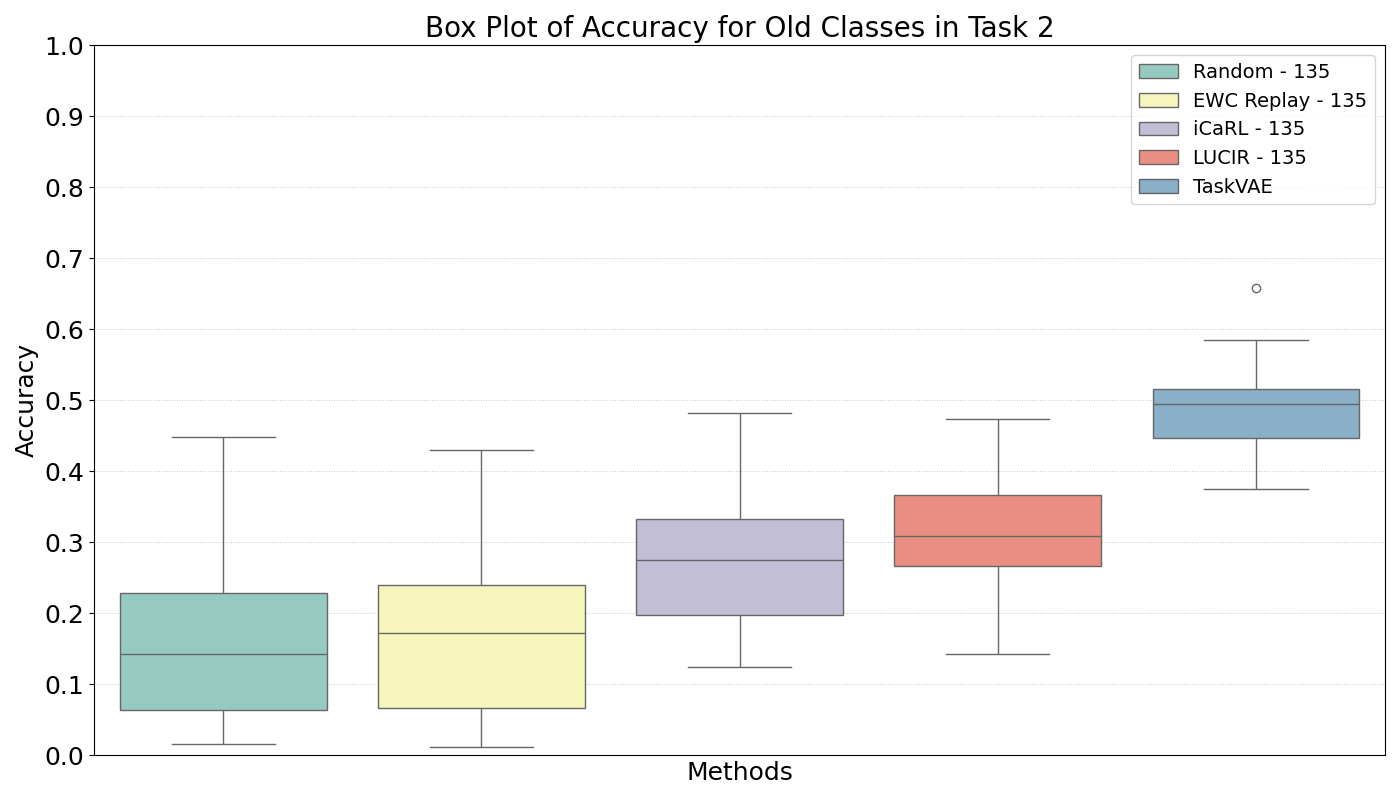 Box Plot of Accuracy for Old Classes in Task 2
1.0
0.9
0.8
0.7
0.6
0.5
0.4
0.3
0.2
0.1
0.0
Accuracy
Methods
Random - 135
EWC Replay - 135
iCaRL - 135
LUCIR - 135
TaskVAE